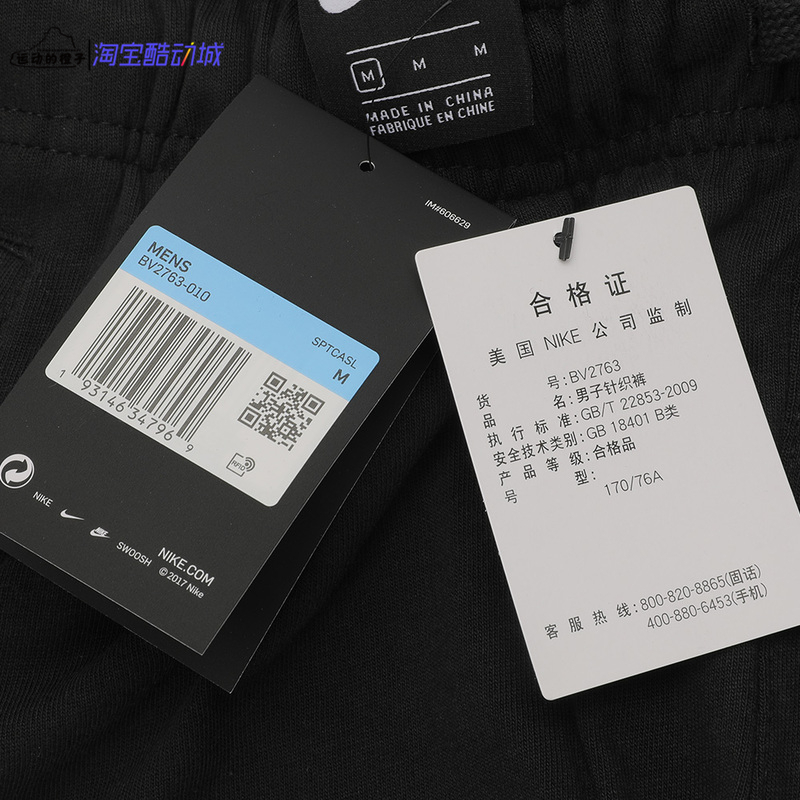 运动的橙子
淘宝酷动城
M
M
M
MADE IN CHINA
FABRIQUE EN CHINE
IM#606629
MENS
BV2763-010
SPTCASL
M
1 93146 34796 9
RFID
NIKE
SWOOSH
NIKE.COM
© 2017 Nike
合格证
美国 NIKE 公司监制
货号:BV2763
品名:男子针织裤
执行标准:GB/T 22853-2009
安全技术类别:GB 18401 B类
产品等级:合格品
号型:170/76A
客服热线:800-820-8865(固话)
400-880-6453(手机)